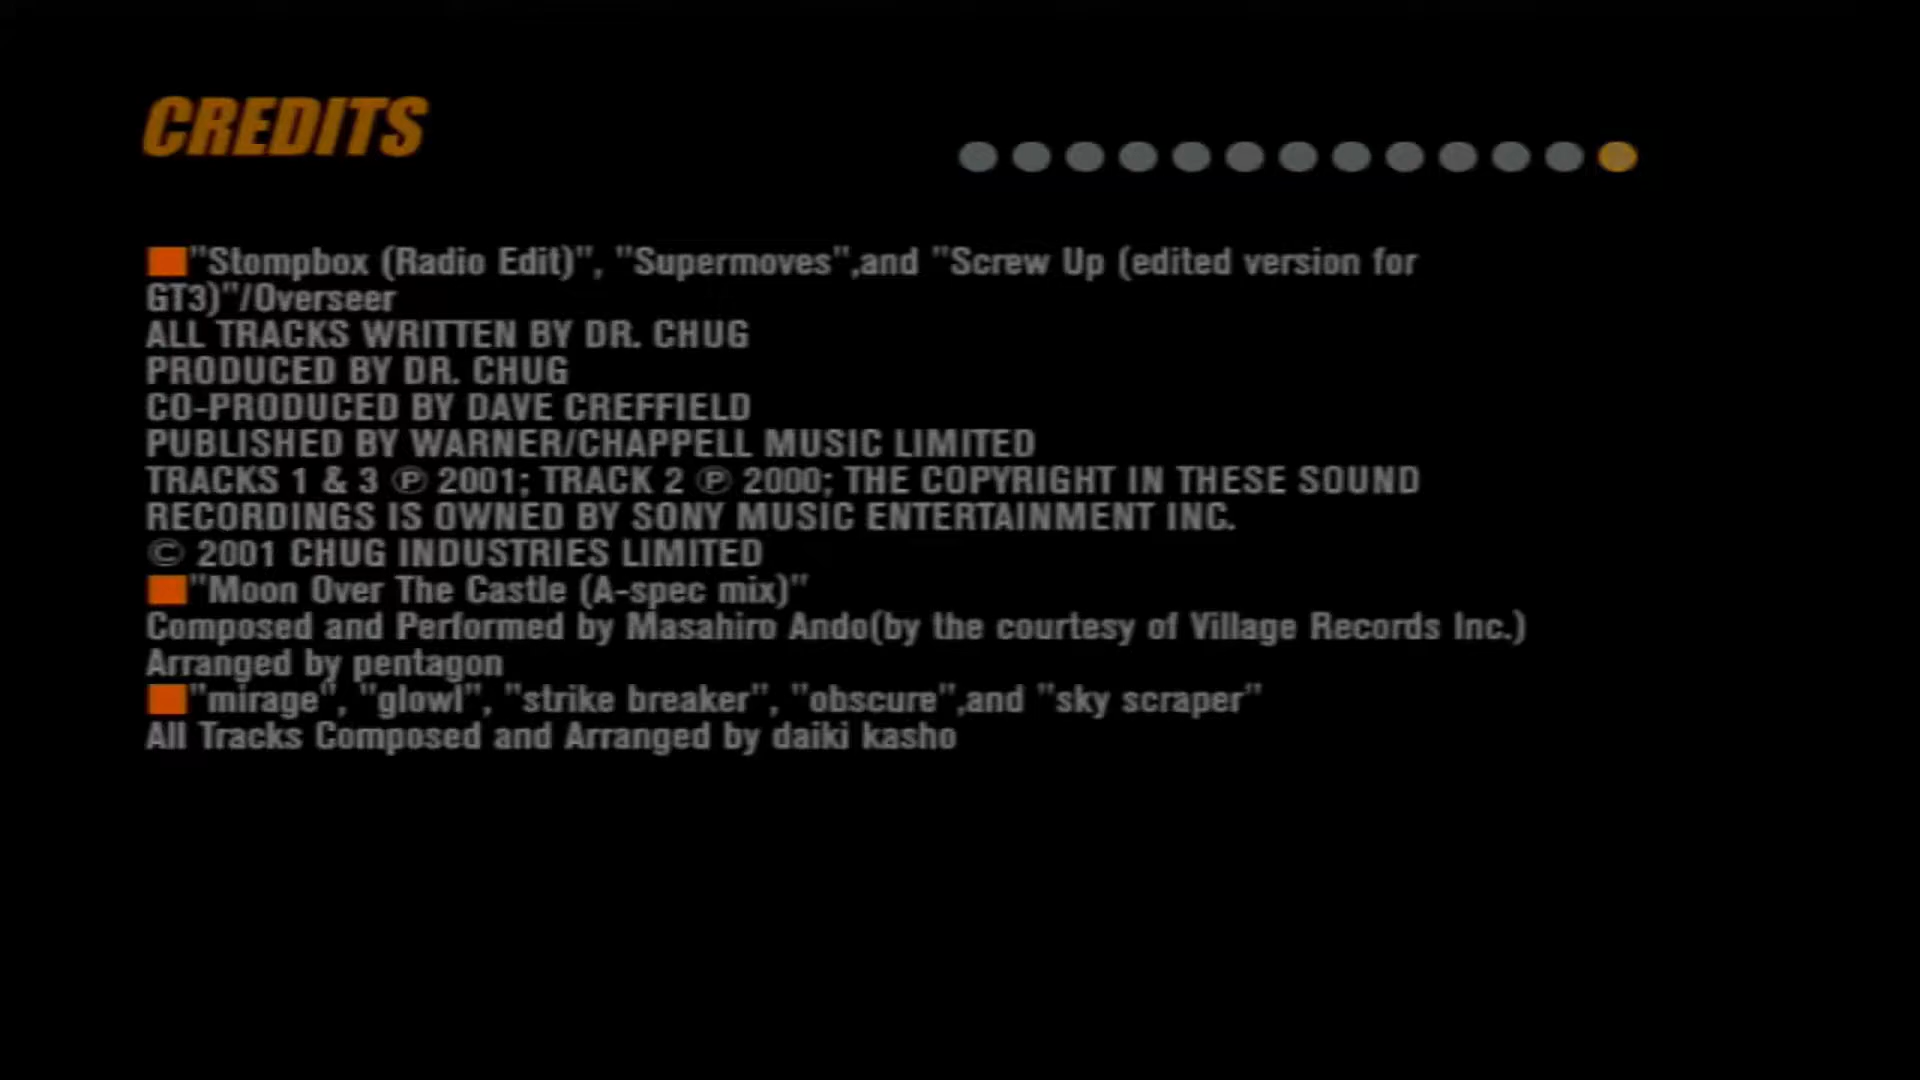 CREDITS
■"Stompbox (Radio Edit)", "Supermoves",and "Screw Up (edited version for
GT3)"/Overseer
ALL TRACKS WRITTEN BY DR. CHUG
PRODUCED BY DR. CHUG
CO-PRODUCED BY DAVE CREFFIELD
PUBLISHED BY WARNER/CHAPPELL MUSIC LIMITED
TRACKS 1 & 3 ℗ 2001; TRACK 2 ℗ 2000; THE COPYRIGHT IN THESE SOUND
RECORDINGS IS OWNED BY SONY MUSIC ENTERTAINMENT INC.
© 2001 CHUG INDUSTRIES LIMITED
■"Moon Over The Castle (A-spec mix)"
Composed and Performed by Masahiro Ando(by the courtesy of Village Records Inc.)
Arranged by pentagon
■"mirage", "glowl", "strike breaker", "obscure",and "sky scraper"
All Tracks Composed and Arranged by daiki kasho